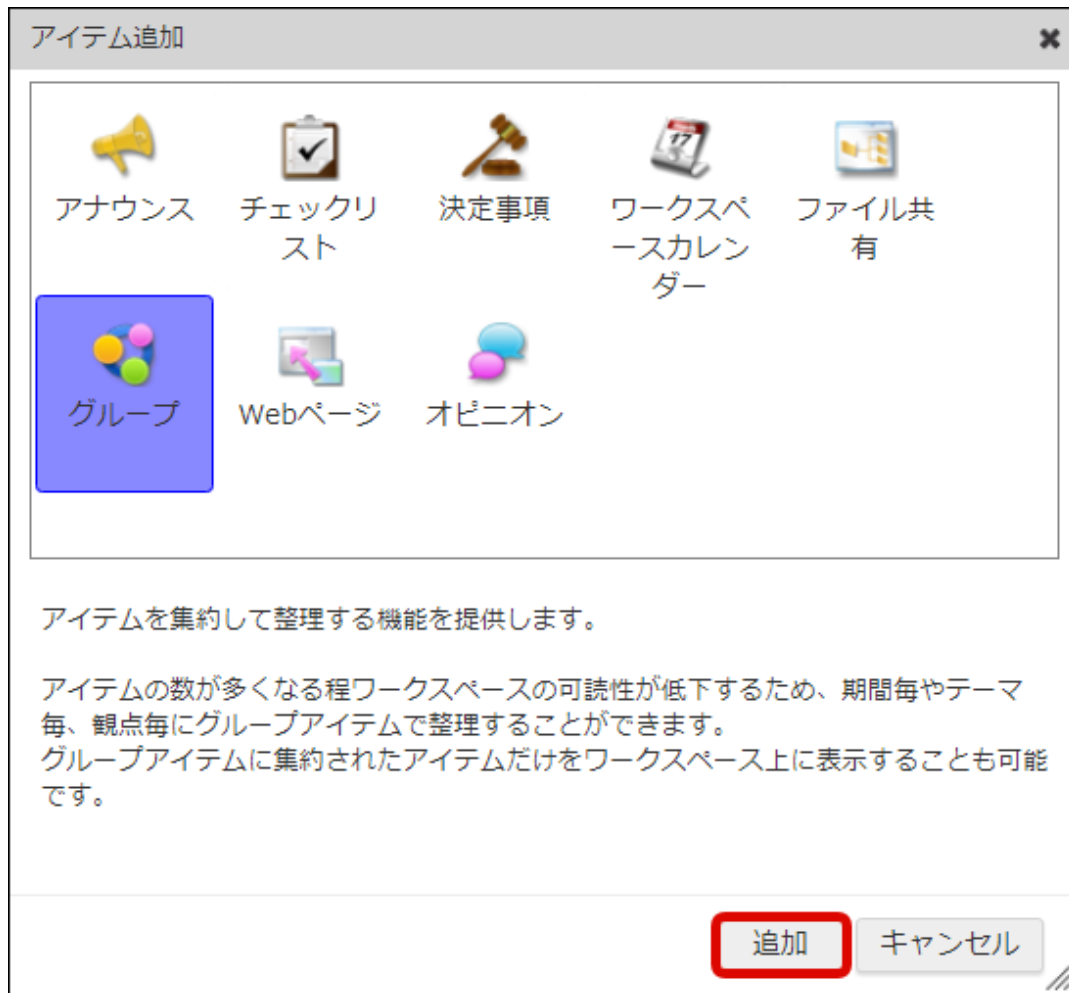 アイテム追加
アナウンス
チェックリ
スト
決定事項
ワークスペ
ースカレン
ダー
ファイル共
有
グループ
Webページ
オピニオン
アイテムを集約して整理する機能を提供します。
アイテムの数が多くなる程ワークスペースの可読性が低下するため、期間毎やテーマ
毎、観点毎にグループアイテムで整理することができます。
グループアイテムに集約されたアイテムだけをワークスペース上に表示することも可能
です。
追加
キャンセル